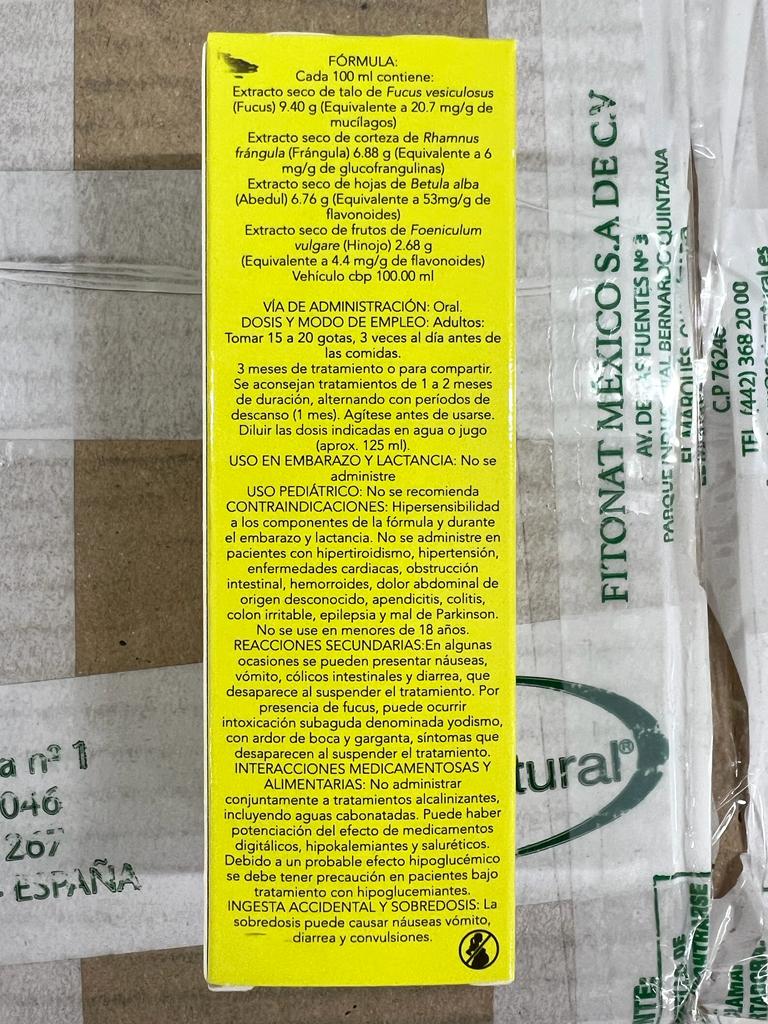 FÓRMULA:
Cada 100 ml contiene:
Extracto seco de talo de Fucus vesiculosus
(Fucus) 9.40 g (Equivalente a 20.7 mg/g de
mucílagos)
Extracto seco de corteza de Rhamnus
frángula (Frángula) 6.88 g (Equivalente a 6
mg/g de glucofrangulinas)
Extracto seco de hojas de Betula alba
(Abedul) 6.76 g (Equivalente a 53mg/g de
flavonoides)
Extracto seco de frutos de Foeniculum
vulgare (Hinojo) 2.68 g
(Equivalente a 4.4 mg/g de flavonoides)
Vehículo cbp 100.00 ml
VÍA DE ADMINISTRACIÓN: Oral.
DOSIS Y MODO DE EMPLEO: Adultos:
Tomar 15 a 20 gotas, 3 veces al día antes de
las comidas.
3 meses de tratamiento o para compartir.
Se aconsejan tratamientos de 1 a 2 meses
de duración, alternando con períodos de
descanso (1 mes). Agítese antes de usarse.
Diluir las dosis indicadas en agua o jugo
(aprox. 125 ml).
USO EN EMBARAZO Y LACTANCIA: No se
administre
USO PEDIÁTRICO: No se recomienda
CONTRAINDICACIONES: Hipersensibilidad
a los componentes de la fórmula y durante
el embarazo y lactancia. No se administre en
pacientes con hipertiroidismo, hipertensión,
enfermedades cardiacas, obstrucción
intestinal, hemorroides, dolor abdominal de
origen desconocido, apendicitis, colitis,
colon irritable, epilepsia y mal de Parkinson.
No se use en menores de 18 años.
REACCIONES SECUNDARIAS:En algunas
ocasiones se pueden presentar náuseas,
vómito, cólicos intestinales y diarrea, que
desaparece al suspender el tratamiento. Por
presencia de fucus, puede ocurrir
intoxicación subaguda denominada yodismo,
con ardor de boca y garganta, síntomas que
desaparecen al suspender el tratamiento.
INTERACCIONES MEDICAMENTOSAS Y
ALIMENTARIAS: No administrar
conjuntamente a tratamientos alcalinizantes,
incluyendo aguas cabonatadas. Puede haber
potenciación del efecto de medicamentos
digitálicos, hipokalemiantes y saluréticos.
Debido a un probable efecto hipoglucémico
se debe tener precaución en pacientes bajo
tratamiento con hipoglucemiantes.
INGESTA ACCIDENTAL Y SOBREDOSIS: La
sobredosis puede causar náuseas vómito,
diarrea y convulsiones.
FITONAT MÉXICO S.A DE C.V
AV. DE LAS FUENTES Nº 3
PARQUE INDUSTRIAL BERNARDO QUINTANA
EL MARQUES,
C.P 7624
TEL (442) 368 20 00
tural®
a nº 1
046
267
- ESPAÑA